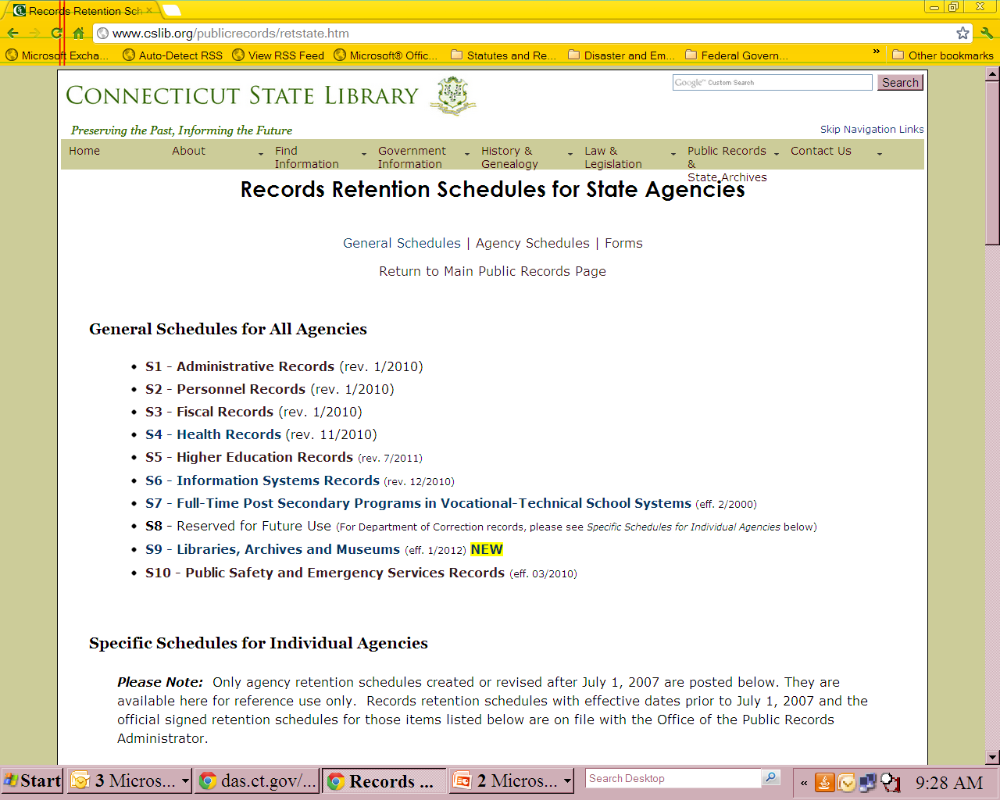 Records Retention Sch
www.cslib.org/publicrecords/retstate.htm
Microsoft Excha... Auto-Detect RSS View RSS Feed Microsoft® Offic... Statutes and Re... Disaster and Em... Federal Govern... » Other bookmarks
CONNECTICUT STATE LIBRARY
Google™ Custom Search Search
Preserving the Past, Informing the Future
Skip Navigation Links
Home About Find Information Government Information History & Genealogy Law & Legislation Public Records & State Archives Contact Us
Records Retention Schedules for State Agencies
General Schedules | Agency Schedules | Forms
Return to Main Public Records Page
General Schedules for All Agencies
• S1 - Administrative Records (rev. 1/2010)
• S2 - Personnel Records (rev. 1/2010)
• S3 - Fiscal Records (rev. 1/2010)
• S4 - Health Records (rev. 11/2010)
• S5 - Higher Education Records (rev. 7/2011)
• S6 - Information Systems Records (rev. 12/2010)
• S7 - Full-Time Post Secondary Programs in Vocational-Technical School Systems (eff. 2/2000)
• S8 - Reserved for Future Use (For Department of Correction records, please see Specific Schedules for Individual Agencies below)
• S9 - Libraries, Archives and Museums (eff. 1/2012) NEW
• S10 - Public Safety and Emergency Services Records (eff. 03/2010)
Specific Schedules for Individual Agencies
Please Note: Only agency retention schedules created or revised after July 1, 2007 are posted below. They are
available here for reference use only. Records retention schedules with effective dates prior to July 1, 2007 and the
official signed retention schedules for those items listed below are on file with the Office of the Public Records
Administrator.
Start 3 Micros... das.ct.gov/... Records ... 2 Micros... Search Desktop « 9:28 AM